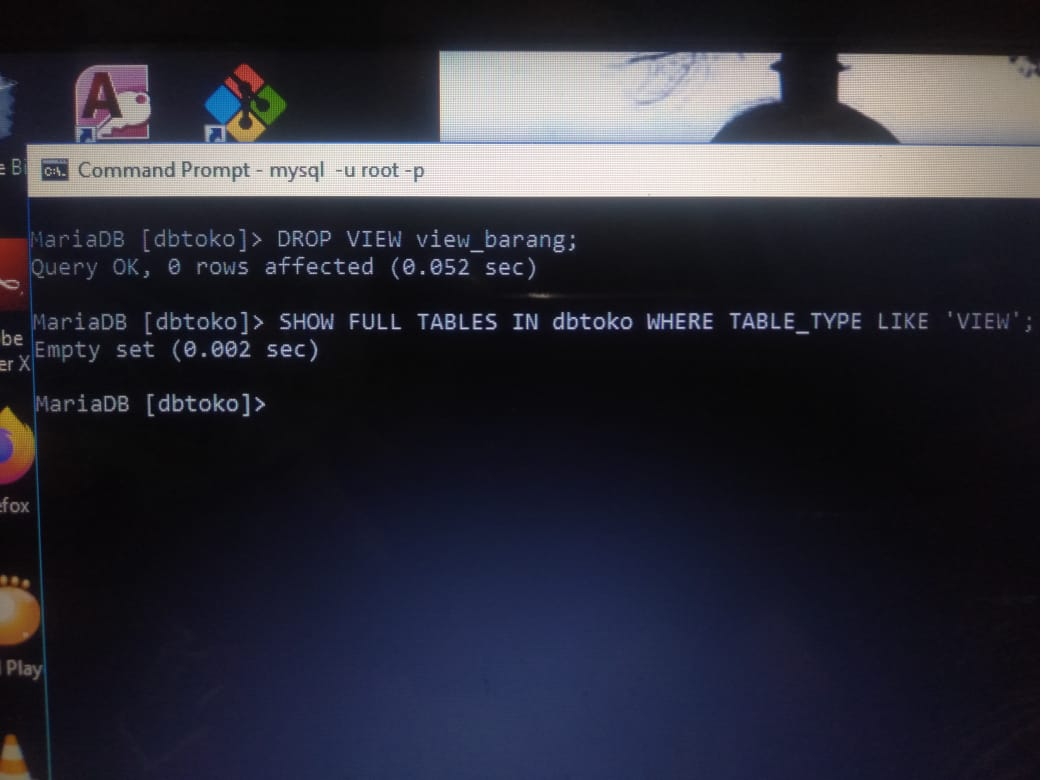 Command Prompt - mysql -u root -p
MariaDB [dbtoko]> DROP VIEW view_barang;
Query OK, 0 rows affected (0.052 sec)
MariaDB [dbtoko]> SHOW FULL TABLES IN dbtoko WHERE TABLE_TYPE LIKE 'VIEW';
Empty set (0.002 sec)
MariaDB [dbtoko]>
Play